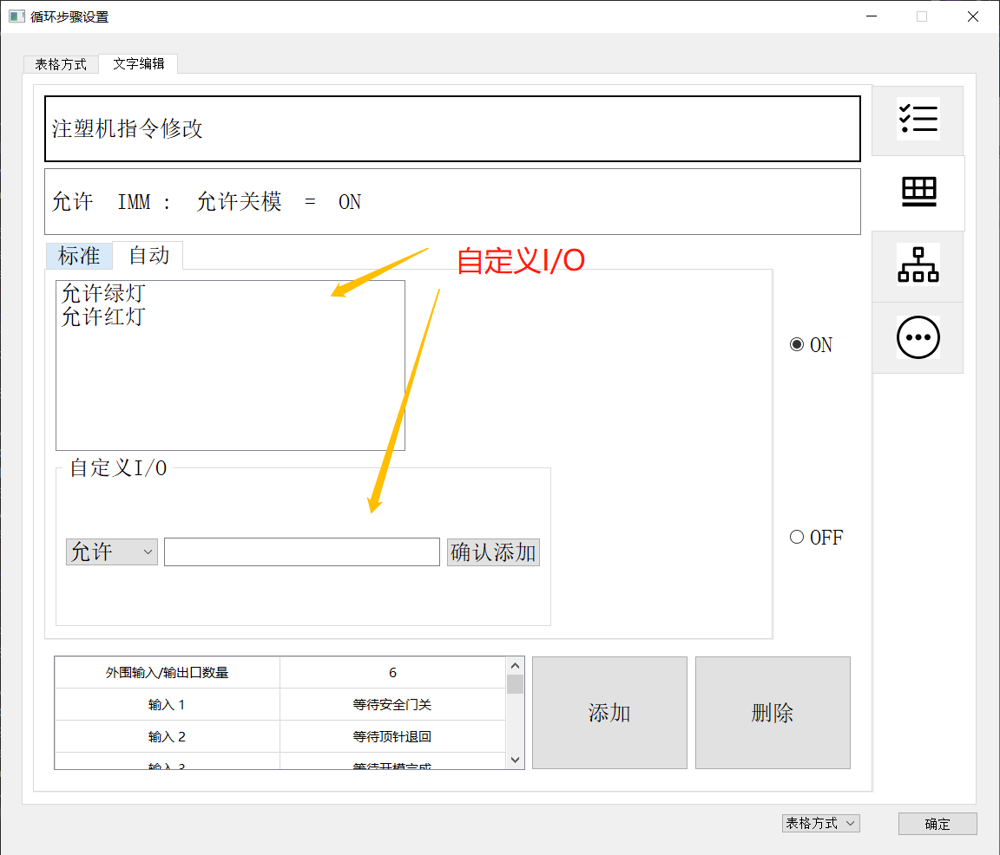 循环步骤设置
表格方式 文字编辑
注塑机指令修改
允许 IMM : 允许关模 = ON
标准 自动
自定义I/O
允许绿灯
允许红灯
ON
自定义I/O
允许 确认添加
OFF
外围输入/输出口数量 6
输入 1 等待安全门关
输入 2 等待顶针退回
输入 3 等待开模完成
添加 删除
表格方式 确定